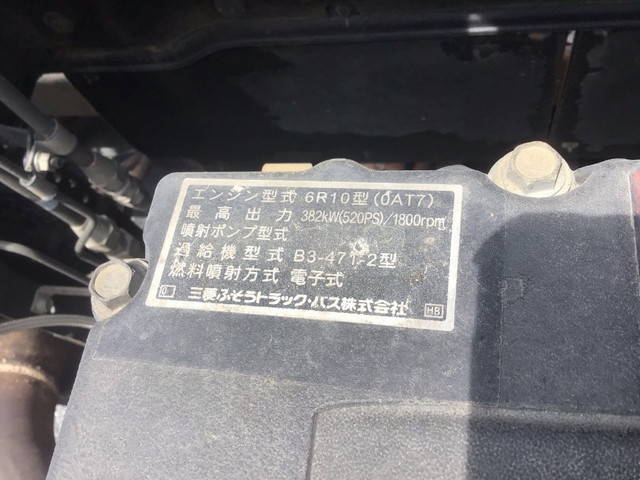 エンジン型式 6R10型(0AT7)
最高出力 382kW(520PS)/1800rpm
噴射ポンプ型式
過給機型式 B3-471-2型
燃料噴射方式 電子式
0 三菱ふそうトラック・バス株式会社 HB